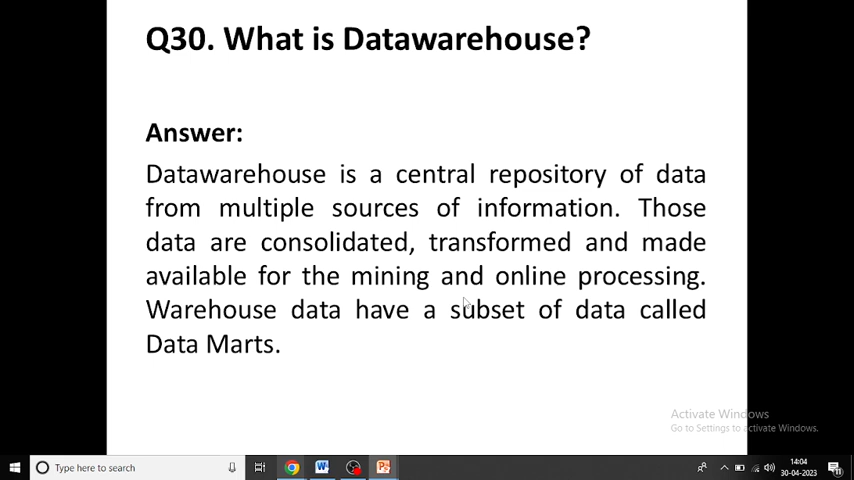 Q30. What is Datawarehouse?
Answer:
Datawarehouse is a central repository of data
from multiple sources of information. Those
data are consolidated, transformed and made
available for the mining and online processing.
Warehouse data have a subset of data called
Data Marts.
Activate Windows
Go to Settings to activate Windows.
Type here to search
14:04
30-04-2023